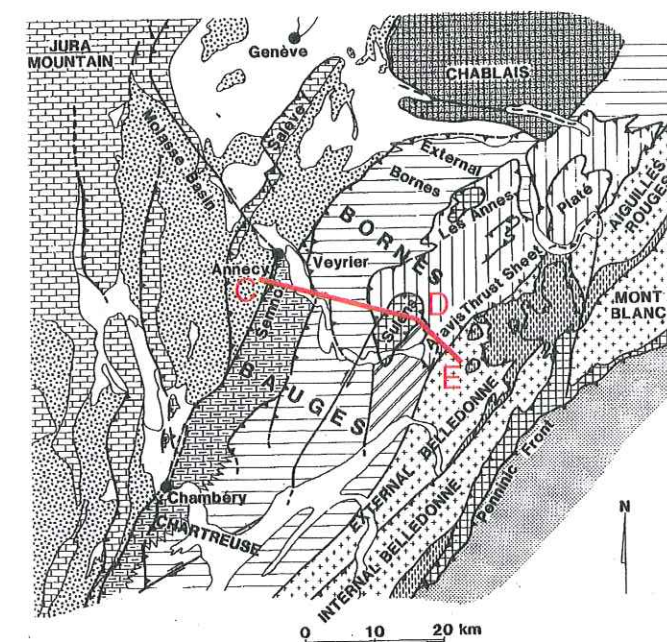 JURA
MOUNTAIN
Genève
CHABLAIS
Molasse Basin
Salève
External
Bornes
Les Annes
Platé
AIGUILLES
ROUGES
BORNES
Annecy
Veyrier
C
D
E
Semnoz
Sulens
Aravis Thrust Sheet
MONT
BLANC
BAUGES
EXTERNAL BELLEDONNE
INTERNAL BELLEDONNE
Penninic Front
Chambéry
CHARTREUSE
N
0 10 20 km